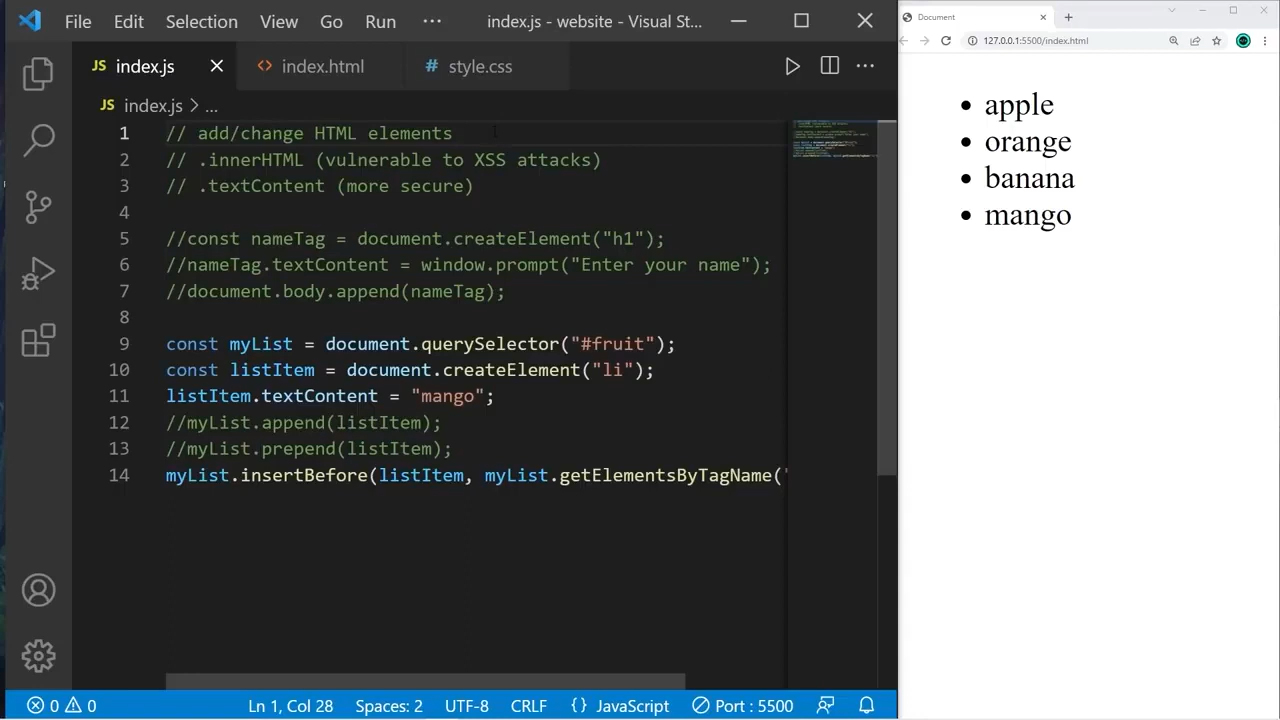 File Edit Selection View Go Run ··· index.js - website - Visual St...
JS index.js index.html # style.css
JS index.js > ...
1 // add/change HTML elements
2 // .innerHTML (vulnerable to XSS attacks)
3 // .textContent (more secure)
4
5 //const nameTag = document.createElement("h1");
6 //nameTag.textContent = window.prompt("Enter your name");
7 //document.body.append(nameTag);
8
9 const myList = document.querySelector("#fruit");
10 const listItem = document.createElement("li");
11 listItem.textContent = "mango";
12 //myList.append(listItem);
13 //myList.prepend(listItem);
14 myList.insertBefore(listItem, myList.getElementsByTagName("
0 0 Ln 1, Col 28 Spaces: 2 UTF-8 CRLF {} JavaScript Port : 5500
Document
127.0.0.1:5500/index.html
• apple
• orange
• banana
• mango